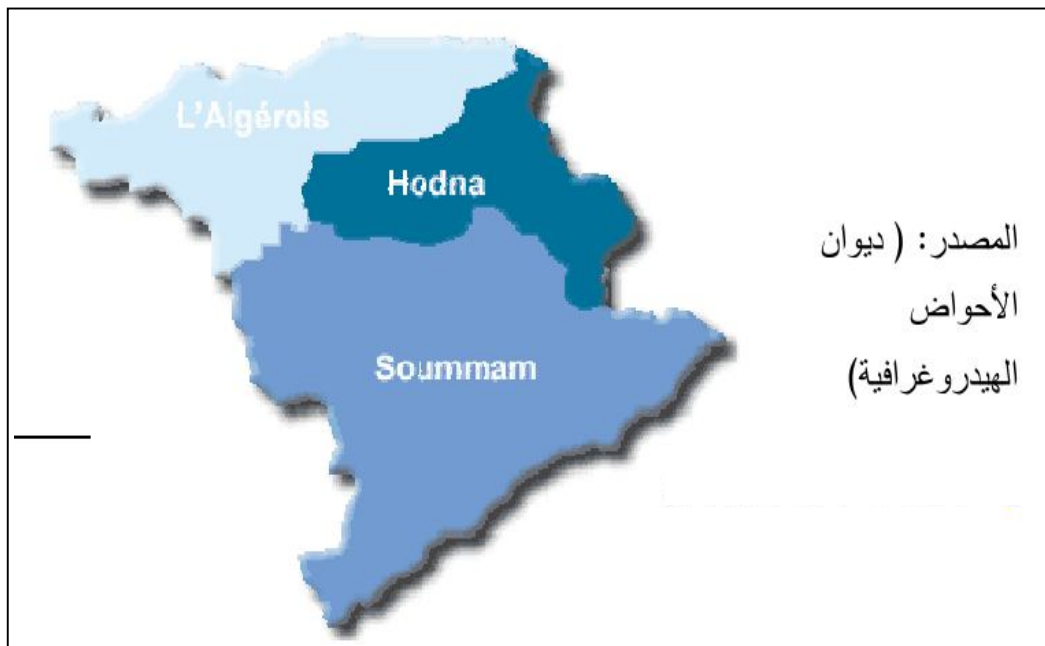 L'Algérois
Hodna
Soummam
المصدر: ( ديوان
الأحواض
الهيدروغرافية)